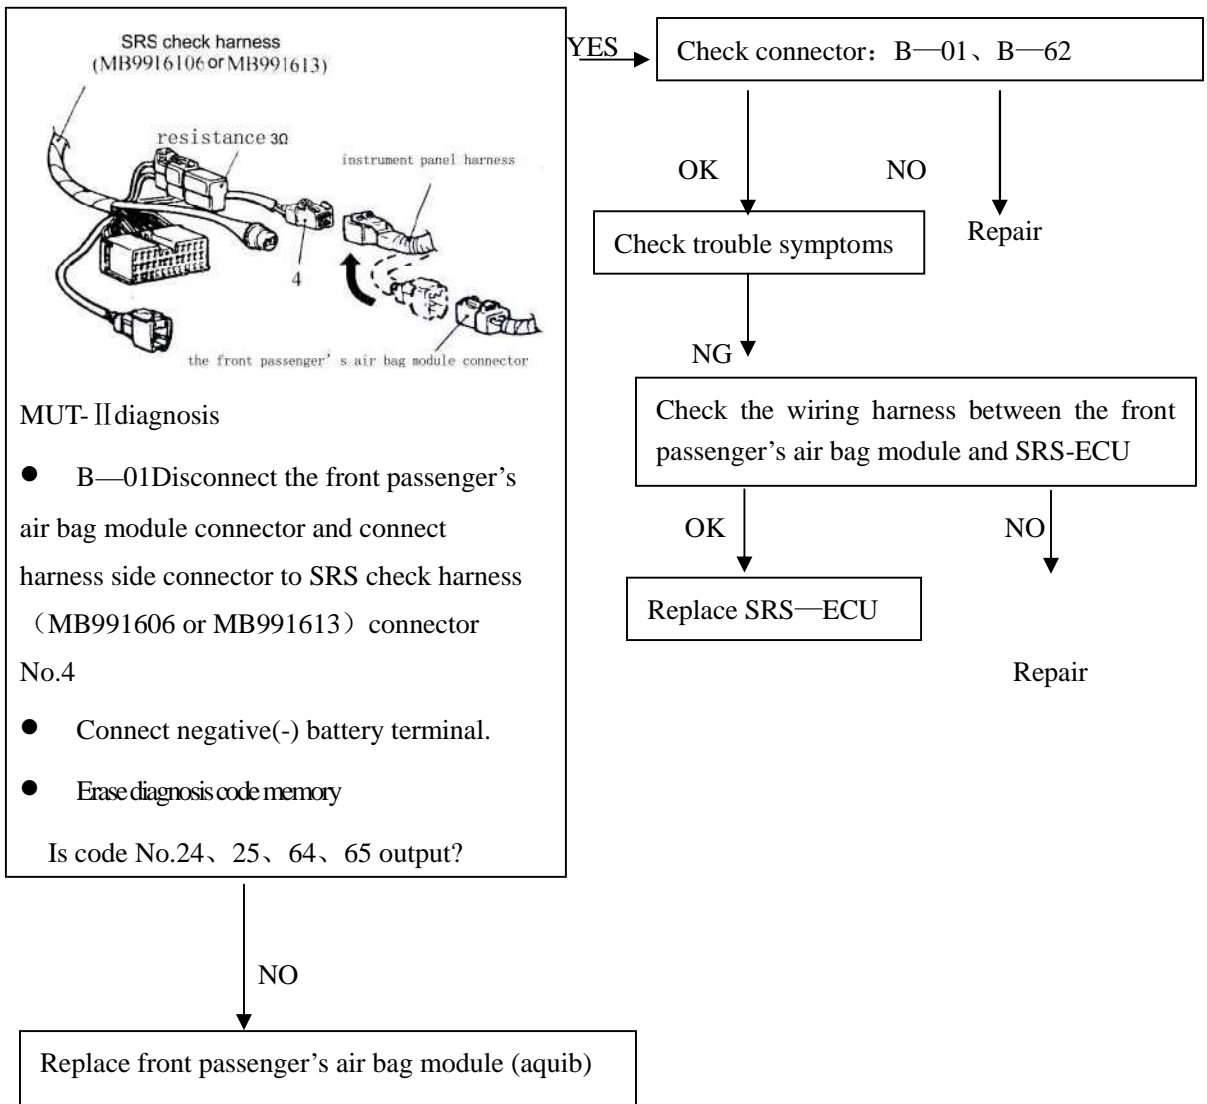 SRS check harness
(MB9916106 or MB991613)
resistance 3Ω
instrument panel harness
4
the front passenger's air bag module connector
MUT-Ⅱdiagnosis
● B—01Disconnect the front passenger's
air bag module connector and connect
harness side connector to SRS check harness
（MB991606 or MB991613）connector
No.4
● Connect negative(-) battery terminal.
● Erase diagnosis code memory
Is code No.24、25、64、65 output?
NO
Replace front passenger's air bag module (aquib)
YES
Check connector：B—01、B—62
OK
NO
Check trouble symptoms
Repair
NG
Check the wiring harness between the front
passenger's air bag module and SRS-ECU
OK
NO
Replace SRS—ECU
Repair